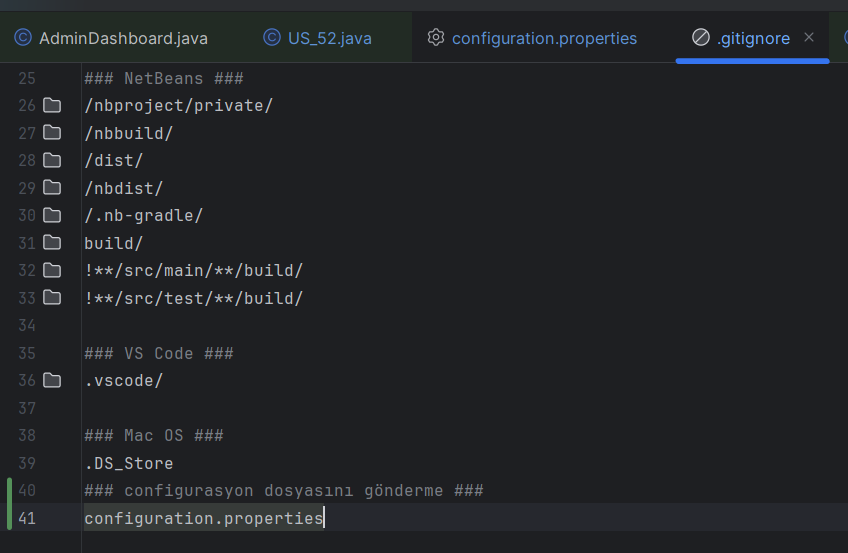 AdminDashboard.java US_52.java configuration.properties .gitignore
25 ### NetBeans ###
26 /nbproject/private/
27 /nbbuild/
28 /dist/
29 /nbdist/
30 /.nb-gradle/
31 build/
32 !**/src/main/**/build/
33 !**/src/test/**/build/
34
35 ### VS Code ###
36 .vscode/
37
38 ### Mac OS ###
39 .DS_Store
40 ### configurasyon dosyasını gönderme ###
41 configuration.properties